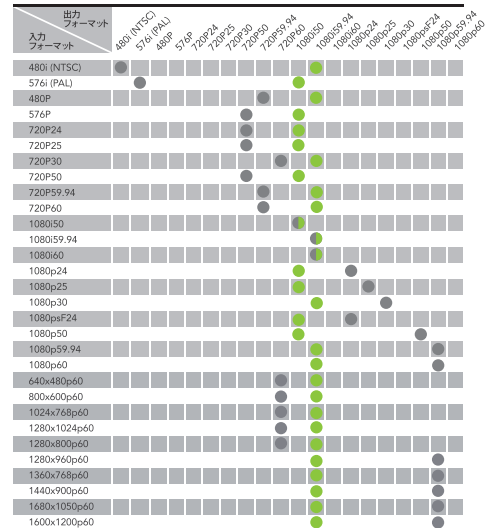 出力
フォーマット
入力
フォーマット
480i (NTSC)
576i (PAL)
480P
576P
720P24
720P25
720P30
720P50
720P59.94
720P60
1080i50
1080i59.94
1080i60
1080p24
1080p25
1080p30
1080psF24
1080p50
1080p59.94
1080p60
480i (NTSC)
576i (PAL)
480P
576P
720P24
720P25
720P30
720P50
720P59.94
720P60
1080i50
1080i59.94
1080i60
1080p24
1080p25
1080p30
1080psF24
1080p50
1080p59.94
1080p60
640x480p60
800x600p60
1024x768p60
1280x1024p60
1280x800p60
1280x960p60
1360x768p60
1440x900p60
1680x1050p60
1600x1200p60